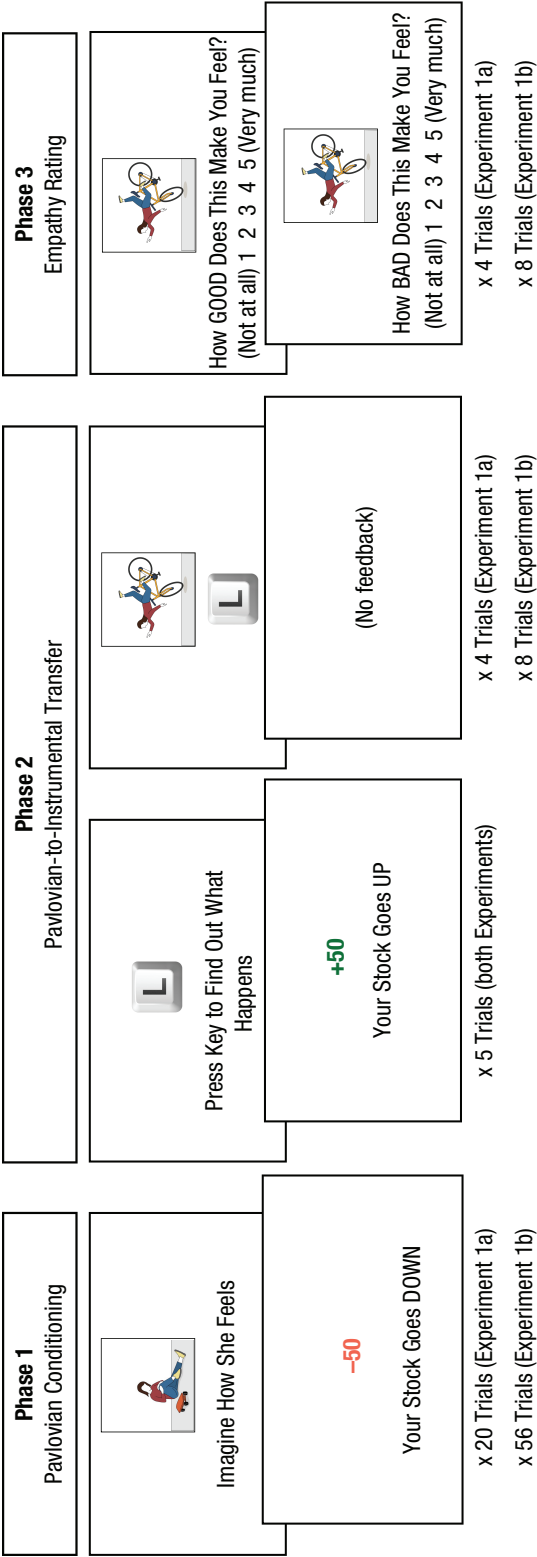 Phase 1
Pavlovian Conditioning
Imagine How She Feels
–50
Your Stock Goes DOWN
x 20 Trials (Experiment 1a)
x 56 Trials (Experiment 1b)
Phase 2
Pavlovian-to-Instrumental Transfer
L
Press Key to Find Out What
Happens
+50
Your Stock Goes UP
x 5 Trials (both Experiments)
L
(No feedback)
x 4 Trials (Experiment 1a)
x 8 Trials (Experiment 1b)
Phase 3
Empathy Rating
How GOOD Does This Make You Feel?
(Not at all) 1 2 3 4 5 (Very much)
How BAD Does This Make You Feel?
(Not at all) 1 2 3 4 5 (Very much)
x 4 Trials (Experiment 1a)
x 8 Trials (Experiment 1b)